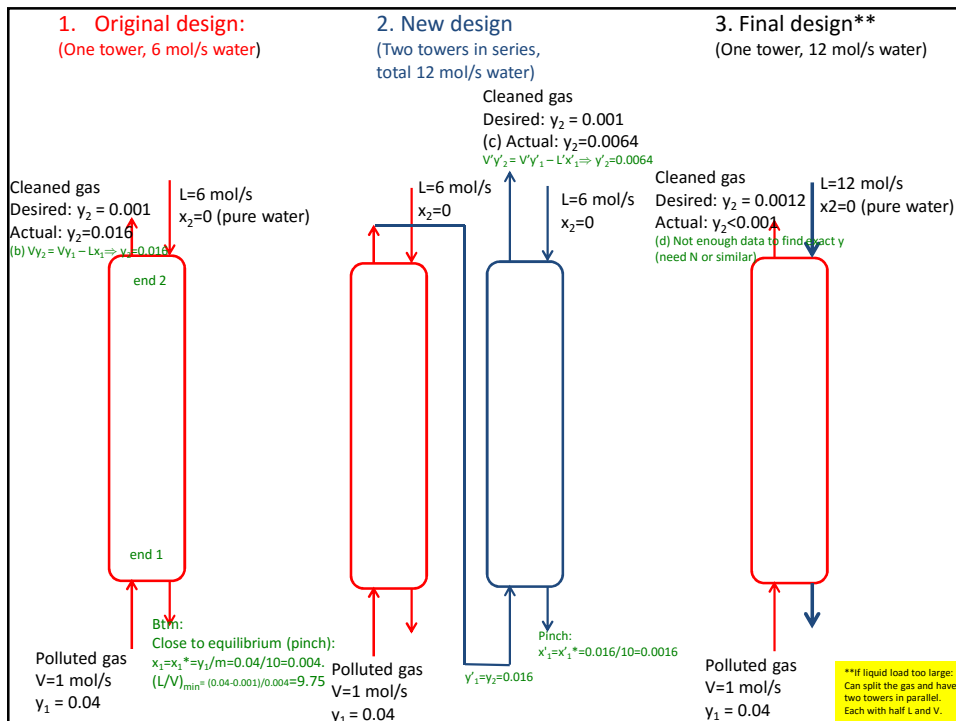 1. Original design:
(One tower, 6 mol/s water)
Cleaned gas
Desired: y2 = 0.001
Actual: y2=0.016
(b) Vy2 = Vy1 – Lx1⇒ y2=0.016
L=6 mol/s
x2=0 (pure water)
end 2
end 1
Btm:
Close to equilibrium (pinch):
x1=x1*=y1/m=0.04/10=0.004.
(L/V)min= (0.04-0.001)/0.004=9.75
Polluted gas
V=1 mol/s
y1 = 0.04
2. New design
(Two towers in series,
total 12 mol/s water)
Cleaned gas
Desired: y2 = 0.001
(c) Actual: y2=0.0064
V'y'2 = V'y'1 – L'x'1⇒ y'2=0.0064
L=6 mol/s
x2=0
L=6 mol/s
x2=0
Pinch:
x'1=x'1*=0.016/10=0.0016
y'1=y2=0.016
Polluted gas
V=1 mol/s
y1 = 0.04
3. Final design**
(One tower, 12 mol/s water)
Cleaned gas
Desired: y2 = 0.0012
Actual: y2<0.001
(d) Not enough data to find exact y
(need N or similar)
L=12 mol/s
x2=0 (pure water)
Polluted gas
V=1 mol/s
y1 = 0.04
**If liquid load too large:
Can split the gas and have
two towers in parallel.
Each with half L and V.